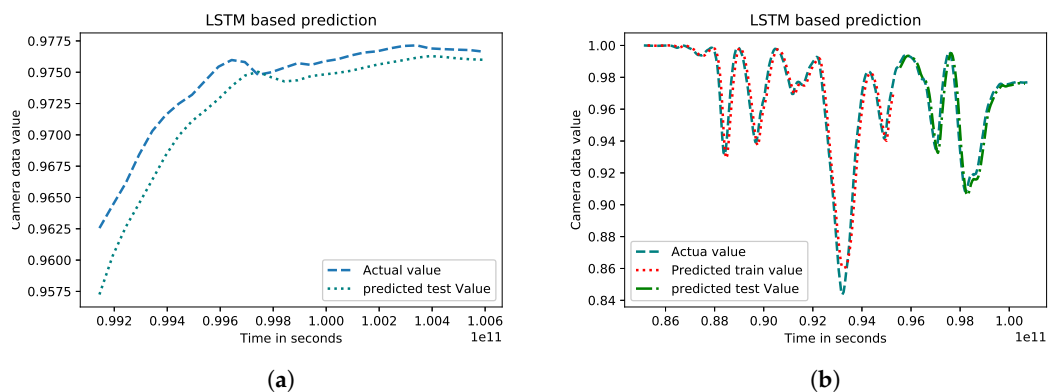 LSTM based prediction
0.9775
0.9750
0.9725
0.9700
0.9675
0.9650
0.9625
0.9600
0.9575
Camera data value
Actual value
predicted test Value
0.992
0.994
0.996
0.998
1.000
1.002
1.004
1.006
Time in seconds
1e11
(a)
LSTM based prediction
1.00
0.98
0.96
0.94
0.92
0.90
0.88
0.86
0.84
Camera data value
Actua value
Predicted train value
predicted test Value
0.86
0.88
0.90
0.92
0.94
0.96
0.98
1.00
Time in seconds
1e11
(b)